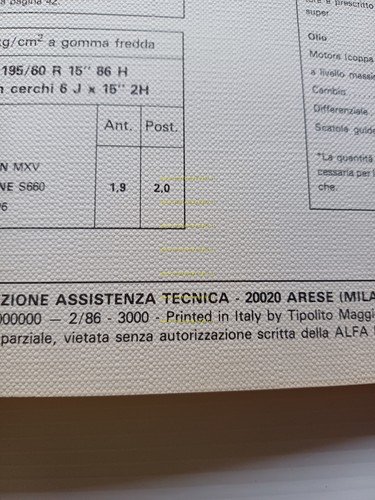 a pagina 42.
kg/cm² a gomma fredda
195/60 R 15" 86 H
cerchi 6 J x 15" 2H
Ant. Post.
MXV
S660
1,9 2,0
prescritto
super.
Olio
Motore (coppa
a livello massim
Cambio
Differenziale
Scatola guida
*La quantità
cessaria per l
che.
ZIONE ASSISTENZA TECNICA - 20020 ARESE (MILA
000000 — 2/86 - 3000 - Printed in Italy by Tipolito Maggi
parziale, vietata senza autorizzazione scritta della ALFA